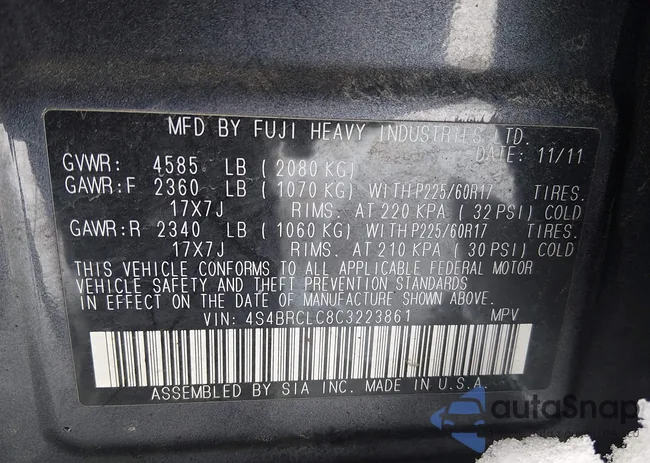 MFD BY FUJI HEAVY INDUSTRIES LTD.
DATE: 11/11
GVWR: 4585 LB ( 2080 KG)
GAWR:F 2360 LB ( 1070 KG) WITH P225/60R17 TIRES.
17X7J RIMS. AT 220 KPA ( 32 PSI) COLD
GAWR:R 2340 LB ( 1060 KG) WITH P225/60R17 TIRES.
17X7J RIMS. AT 210 KPA ( 30 PSI) COLD
THIS VEHICLE CONFORMS TO ALL APPLICABLE FEDERAL MOTOR
VEHICLE SAFETY AND THEFT PREVENTION STANDARDS
IN EFFECT ON THE DATE OF MANUFACTURE SHOWN ABOVE.
VIN: 4S4BRCLC8C3223861 MPV
ASSEMBLED BY SIA INC. MADE IN U.S.A.
autoSnap